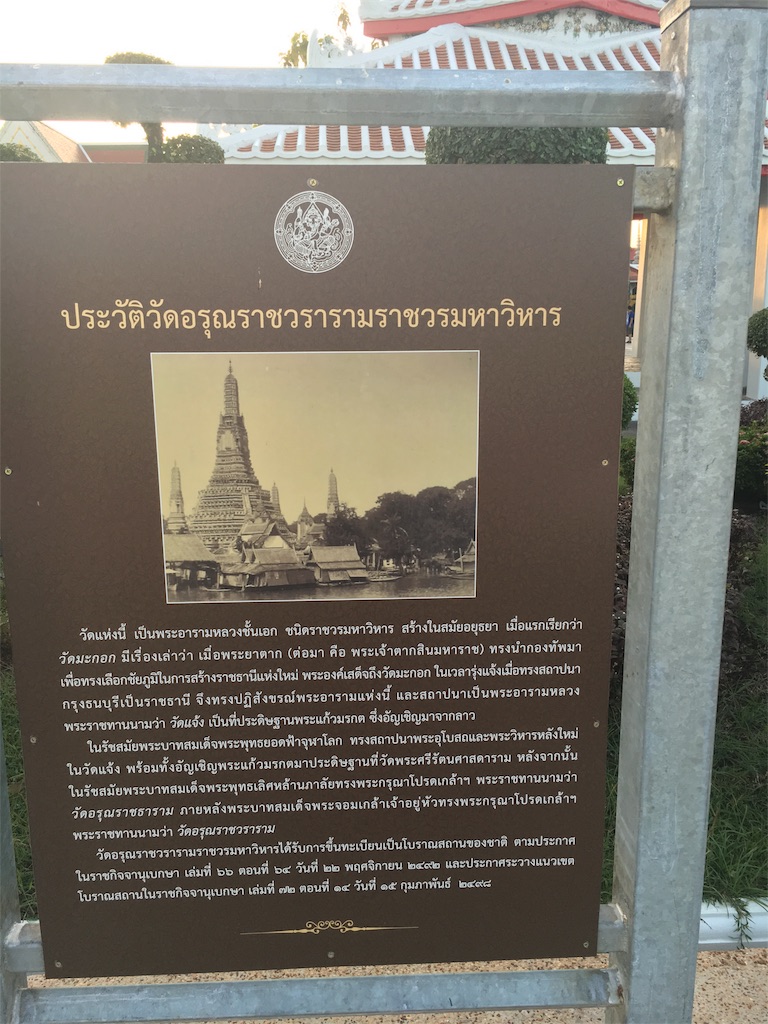 ประวัติวัดอรุณราชวรารามราชวรมหาวิหาร
วัดแห่งนี้ เป็นพระอารามหลวงชั้นเอก ชนิดราชวรมหาวิหาร สร้างในสมัยอยุธยา เมื่อแรกเรียกว่า
วัดมะกอก มีเรื่องเล่าว่า เมื่อพระยาตาก (ต่อมา คือ พระเจ้าตากสินมหาราช) ทรงนำกองทัพมา
เพื่อทรงเลือกชัยภูมิในการสร้างราชธานีแห่งใหม่ พระองค์เสด็จถึงวัดมะกอก ในเวลารุ่งแจ้งเมื่อทรงสถาปนา
กรุงธนบุรีเป็นราชธานี จึงทรงปฏิสังขรณ์พระอารามแห่งนี้ และสถาปนาเป็นพระอารามหลวง
พระราชทานนามว่า วัดแจ้ง เป็นที่ประดิษฐานพระแก้วมรกต ซึ่งอัญเชิญมาจากลาว
ในรัชสมัยพระบาทสมเด็จพระพุทธยอดฟ้าจุฬาโลก ทรงสถาปนาพระอุโบสถและพระวิหารหลังใหม่
ในวัดแจ้ง พร้อมทั้งอัญเชิญพระแก้วมรกตมาประดิษฐานที่วัดพระศรีรัตนศาสดาราม หลังจากนั้น
ในรัชสมัยพระบาทสมเด็จพระพุทธเลิศหล้านภาลัยทรงพระกรุณาโปรดเกล้าฯ พระราชทานนามว่า
วัดอรุณราชธาราม ภายหลังพระบาทสมเด็จพระจอมเกล้าเจ้าอยู่หัวทรงพระกรุณาโปรดเกล้าฯ
พระราชทานนามว่า วัดอรุณราชวราราม
วัดอรุณราชวรารามราชวรมหาวิหารได้รับการขึ้นทะเบียนเป็นโบราณสถานของชาติ ตามประกาศ
ในราชกิจจานุเบกษา เล่มที่ ๖๖ ตอนที่ ๖๔ วันที่ ๒๒ พฤศจิกายน ๒๔๙๒ และประกาศระวางแนวเขต
โบราณสถานในราชกิจจานุเบกษา เล่มที่ ๗๒ ตอนที่ ๑๔ วันที่ ๑๕ กุมภาพันธ์ ๒๔๙๘